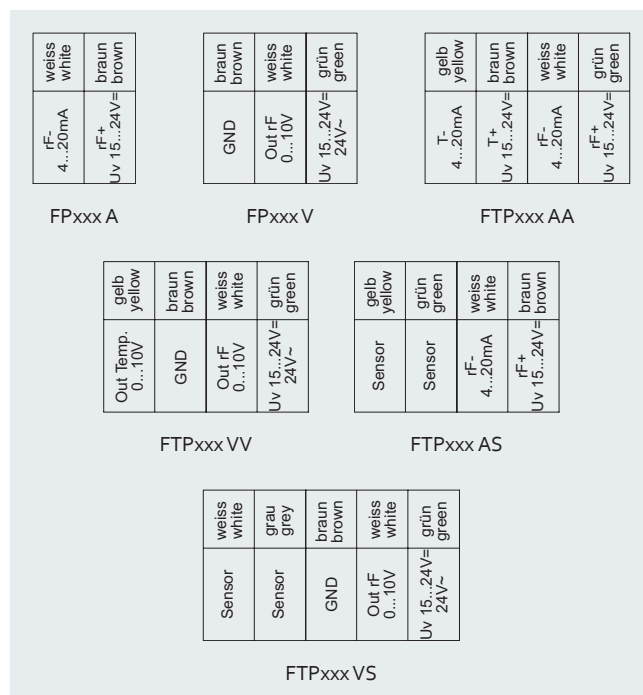 weiss
white
braun
brown
rF-
4...20mA
rF+
Uv 15...24V=
FPxxx A
braun
brown
weiss
white
grün
green
GND
Out rF
0...10V
Uv 15...24V=
24V~
FPxxx V
gelb
yellow
braun
brown
weiss
white
grün
green
T-
4...20mA
T+
Uv 15...24V=
rF-
4...20mA
rF+
Uv 15...24V=
FTPxxx AA
gelb
yellow
braun
brown
weiss
white
grün
green
Out Temp.
0...10V
GND
Out rF
0...10V
Uv 15...24V=
24V~
FTPxxx VV
gelb
yellow
grün
green
weiss
white
braun
brown
Sensor
Sensor
rF-
4...20mA
rF+
Uv 15...24V=
FTPxxx AS
weiss
white
grau
grey
braun
brown
weiss
white
grün
green
Sensor
Sensor
GND
Out rF
0...10V
Uv 15...24V=
24V~
FTPxxx VS